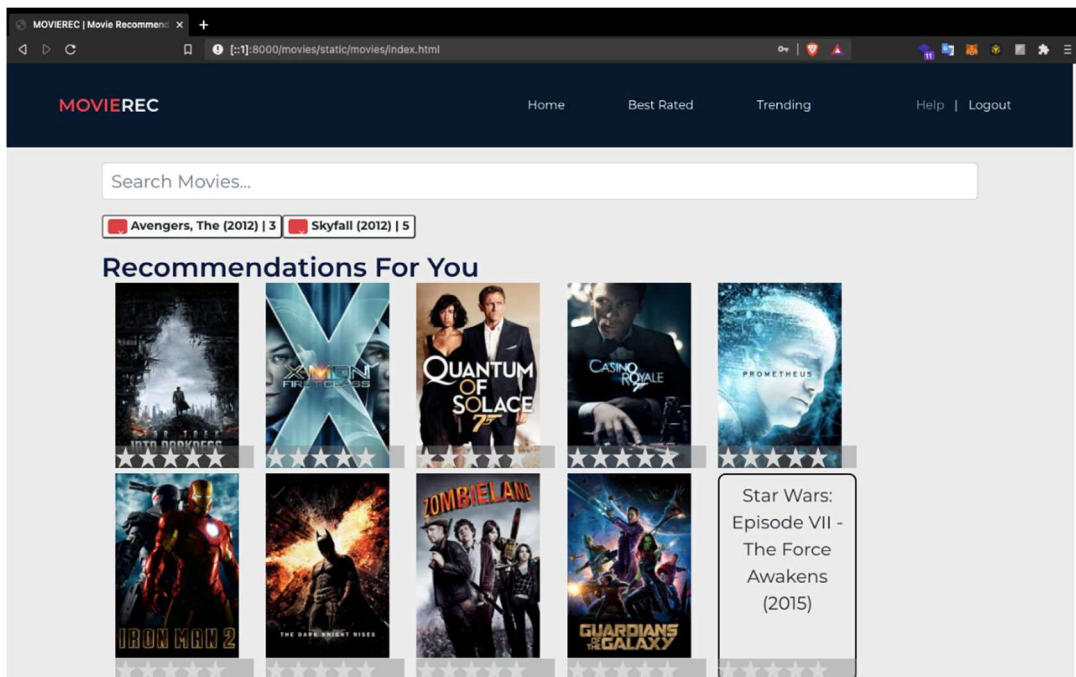 MOVIEREC | Movie Recommend
[::1]:8000/movies/static/movies/index.html
11
MOVIEREC
Home
Best Rated
Trending
Help | Logout
Search Movies...
Avengers, The (2012) | 3
Skyfall (2012) | 5
Recommendations For You
INTO DARKNESS
X-MEN
FIRST CLASS
QUANTUM
OF
SOLACE
CASINO
ROYALE
PROMETHEUS
IRON MAN 2
THE DARK KNIGHT RISES
ZOMBIELAND
GUARDIANS
OF THE
GALAXY
Star Wars:
Episode VII -
The Force
Awakens
(2015)